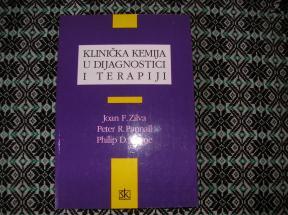 KLINIČKA KEMIJA
U DIJAGNOSTICI
I TERAPIJI
Joan F. Zilva
Peter R. Pannall
Philip D.